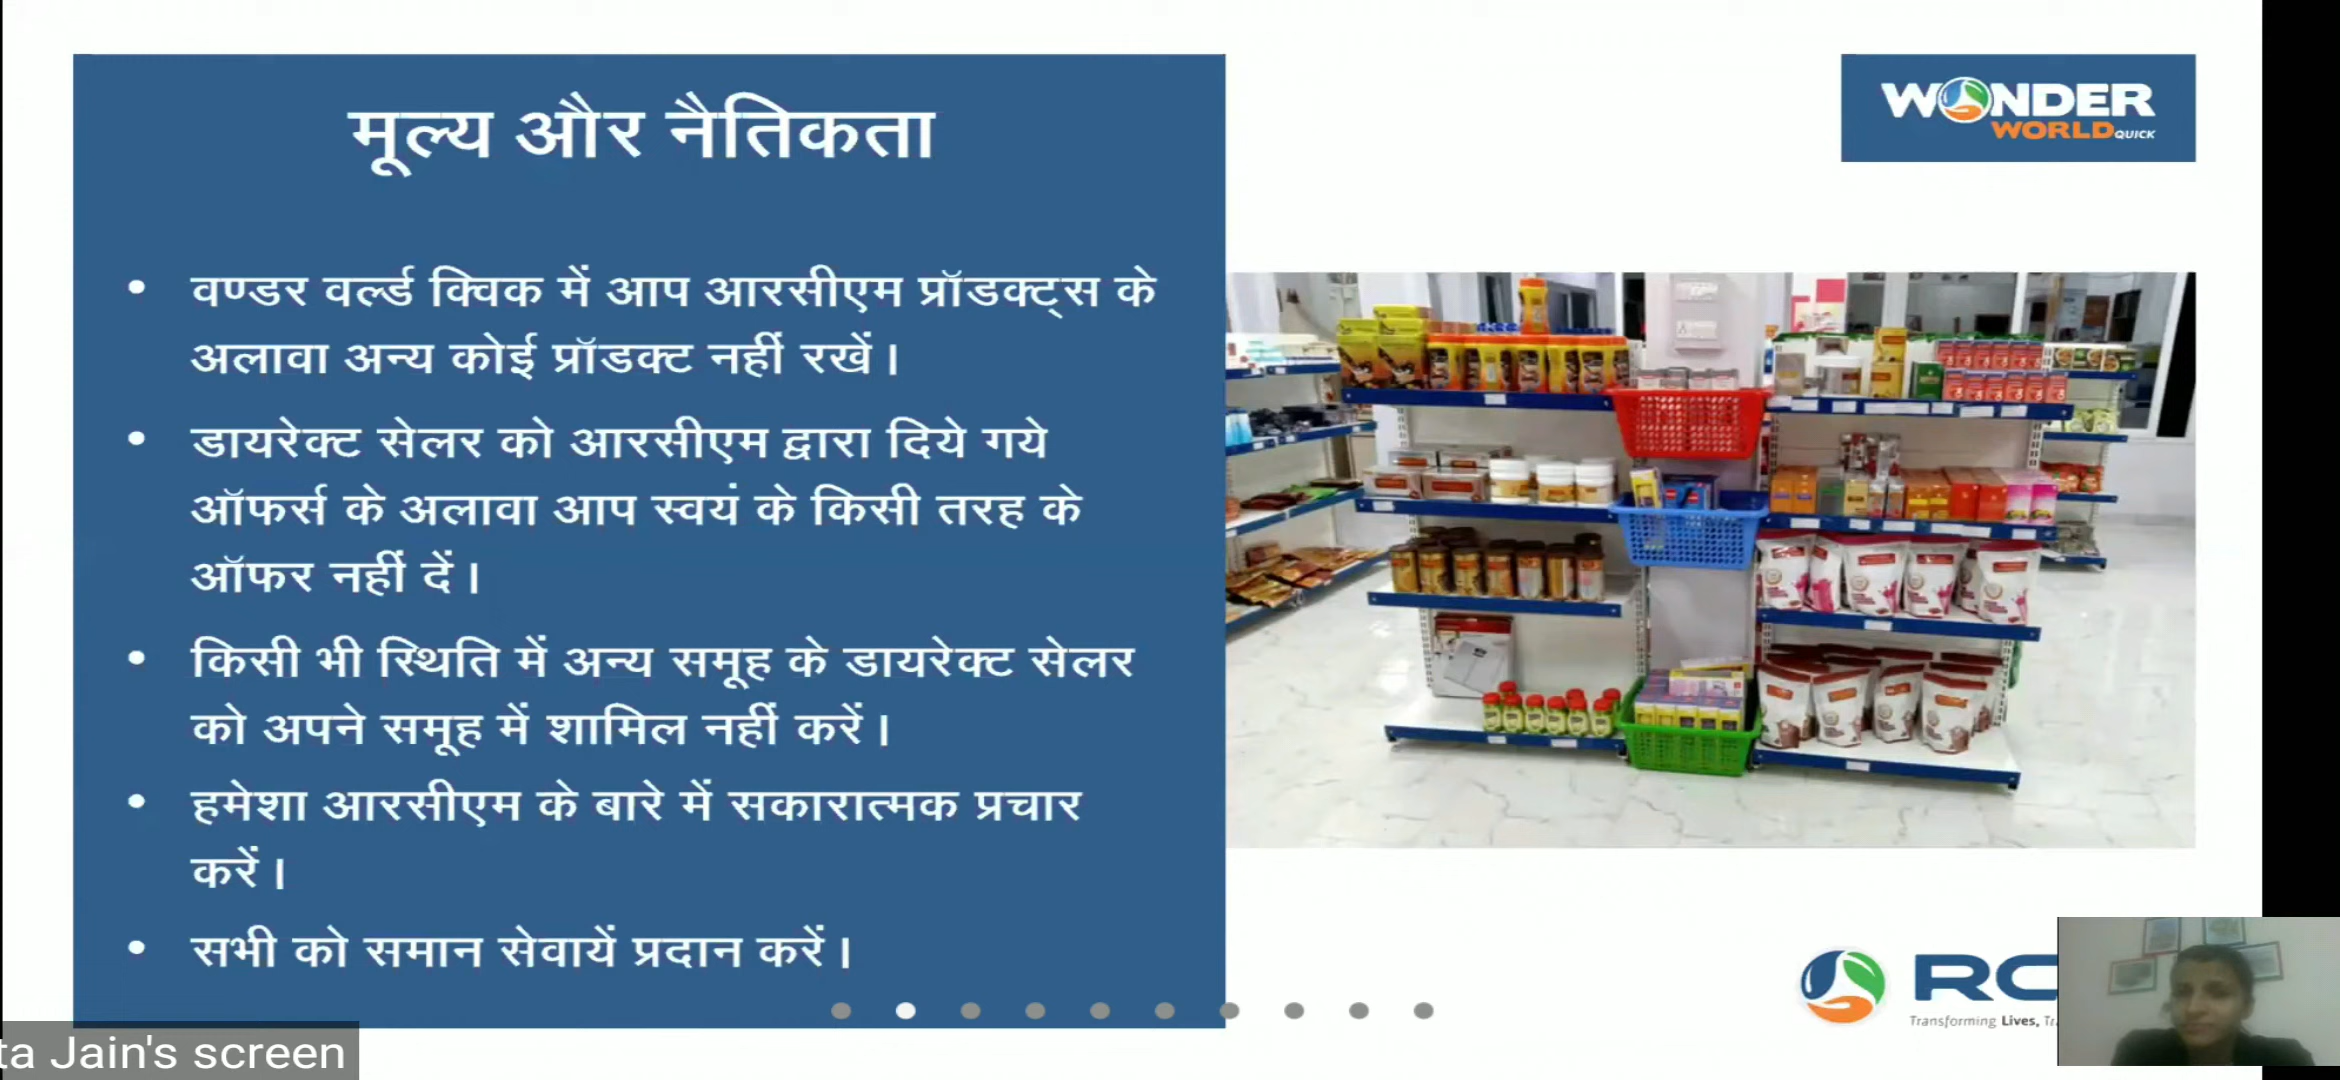 मूल्य और नैतिकता
WONDER
WORLD QUICK
• वण्डर वर्ल्ड क्विक में आप आरसीएम प्रॉडक्ट्स के
अलावा अन्य कोई प्रॉडक्ट नहीं रखें।
• डायरेक्ट सेलर को आरसीएम द्वारा दिये गये
ऑफर्स के अलावा आप स्वयं के किसी तरह के
ऑफर नहीं दें।
• किसी भी स्थिति में अन्य समूह के डायरेक्ट सेलर
को अपने समूह में शामिल नहीं करें।
• हमेशा आरसीएम के बारे में सकारात्मक प्रचार
करें।
• सभी को समान सेवायें प्रदान करें।
Transforming Lives,
Jain's screen